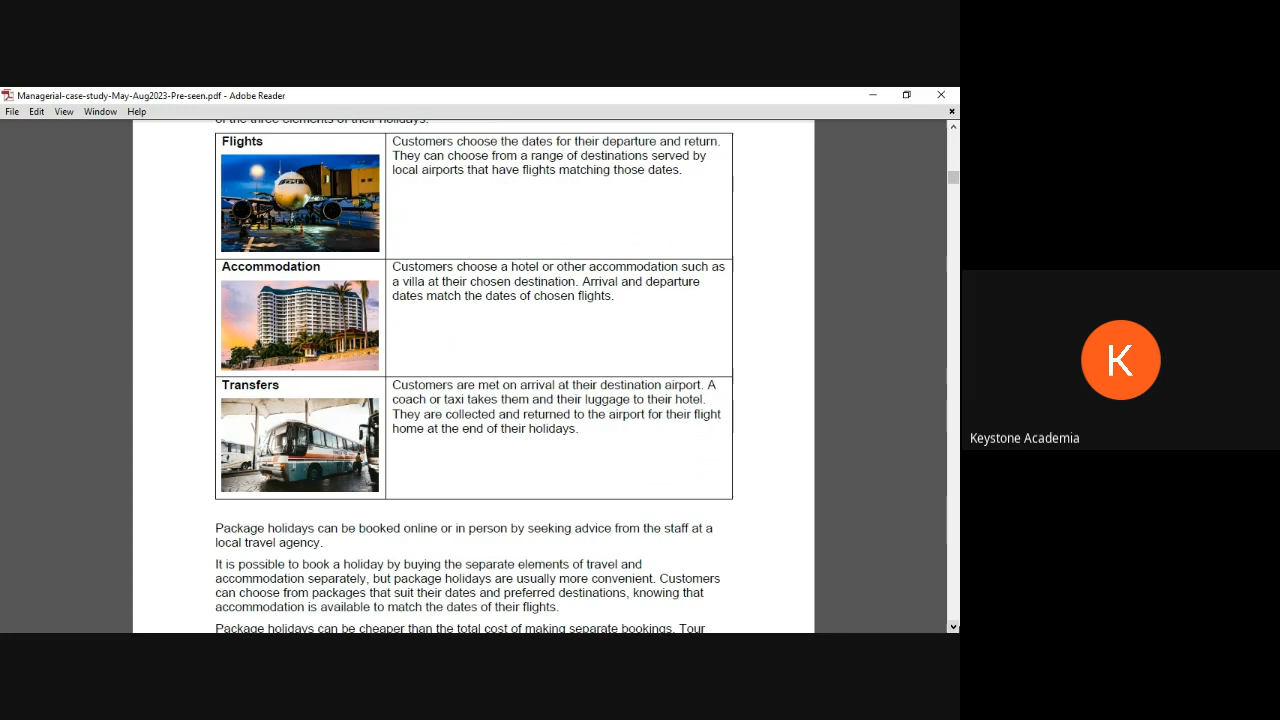 Managerial-case-study-May-Aug2023-Pre-seen.pdf - Adobe Reader
File Edit View Window Help
of the three elements of their holidays.
Flights
Customers choose the dates for their departure and return.
They can choose from a range of destinations served by
local airports that have flights matching those dates.
Accommodation
Customers choose a hotel or other accommodation such as
a villa at their chosen destination. Arrival and departure
dates match the dates of chosen flights.
Transfers
Customers are met on arrival at their destination airport. A
coach or taxi takes them and their luggage to their hotel.
They are collected and returned to the airport for their flight
home at the end of their holidays.
Package holidays can be booked online or in person by seeking advice from the staff at a
local travel agency.
It is possible to book a holiday by buying the separate elements of travel and
accommodation separately, but package holidays are usually more convenient. Customers
can choose from packages that suit their dates and preferred destinations, knowing that
accommodation is available to match the dates of their flights.
Package holidays can be cheaper than the total cost of making separate bookings. Tour
K
Keystone Academia